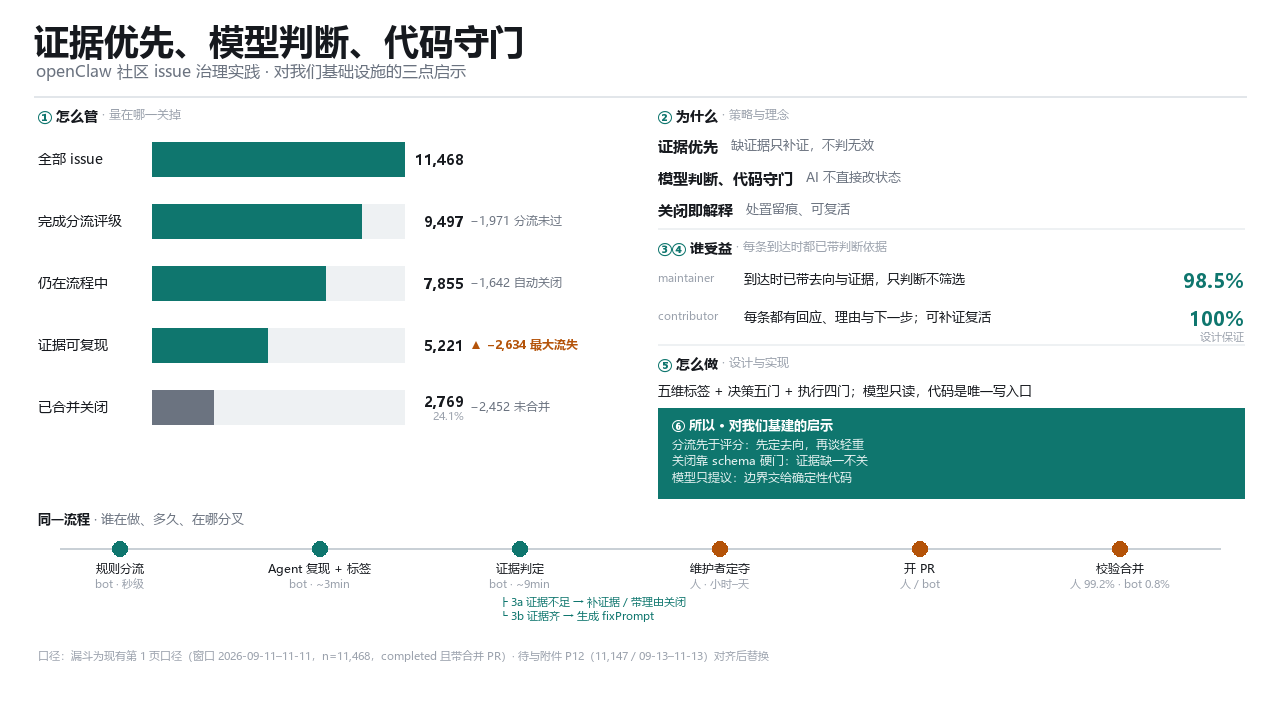 证据优先、模型判断、代码守门
openClaw 社区 issue 治理实践 · 对我们基础设施的三点启示
① 怎么管 · 量在哪一关掉
全部 issue 11,468
完成分流评级 9,497 −1,971 分流未过
仍在流程中 7,855 −1,642 自动关闭
证据可复现 5,221 ▲ −2,634 最大流失
已合并关闭 2,769 −2,452 未合并
24.1%
② 为什么 · 策略与理念
证据优先 缺证据只补证，不判无效
模型判断、代码守门 AI 不直接改状态
关闭即解释 处置留痕、可复活
③④ 谁受益 · 每条到达时都已带判断依据
maintainer 到达时已带去向与证据，只判断不筛选 98.5%
contributor 每条都有回应、理由与下一步；可补证复活 100%
设计保证
⑤ 怎么做 · 设计与实现
五维标签 + 决策五门 + 执行四门；模型只读，代码是唯一写入口
⑥ 所以 · 对我们基建的启示
分流先于评分：先定去向，再谈轻重
关闭靠 schema 硬门：证据缺一不关
模型只提议：边界交给确定性代码
同一流程 · 谁在做、多久、在哪分叉
规则分流 Agent 复现 + 标签 证据判定 维护者定夺 开 PR 校验合并
bot · 秒级 bot · ~3min bot · ~9min 人 · 小时–天 人 / bot 人 99.2% · bot 0.8%
├ 3a 证据不足 → 补证据 / 带理由关闭
└ 3b 证据齐 → 生成 fixPrompt
口径：漏斗为现有第 1 页口径（窗口 2026-09-11–11-11，n=11,468，completed 且带合并 PR）· 待与附件 P12（11,147 / 09-13–11-13）对齐后替换